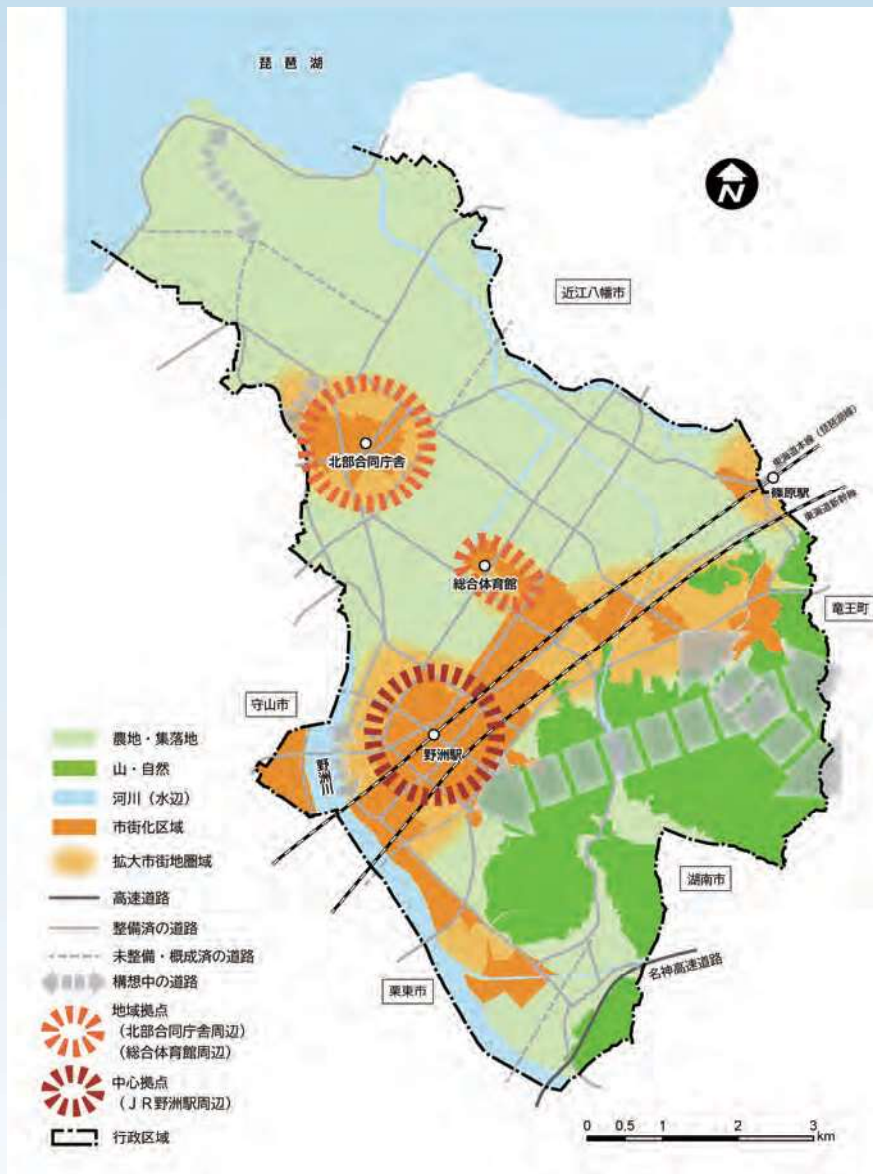 琵琶湖
N
近江八幡市
東海道本線（琵琶湖線）
篠原駅
東海道新幹線
北部合同庁舎
総合体育館
竜王町
守山市
野洲駅
野洲川
湖南市
名神高速道路
栗東市
農地・集落地
山・自然
河川（水辺）
市街化区域
拡大市街地圏域
高速道路
整備済の道路
未整備・概成済の道路
構想中の道路
地域拠点
（北部合同庁舎周辺）
（総合体育館周辺）
中心拠点
（ＪＲ野洲駅周辺）
行政区域
0 0.5 1 2 3
km